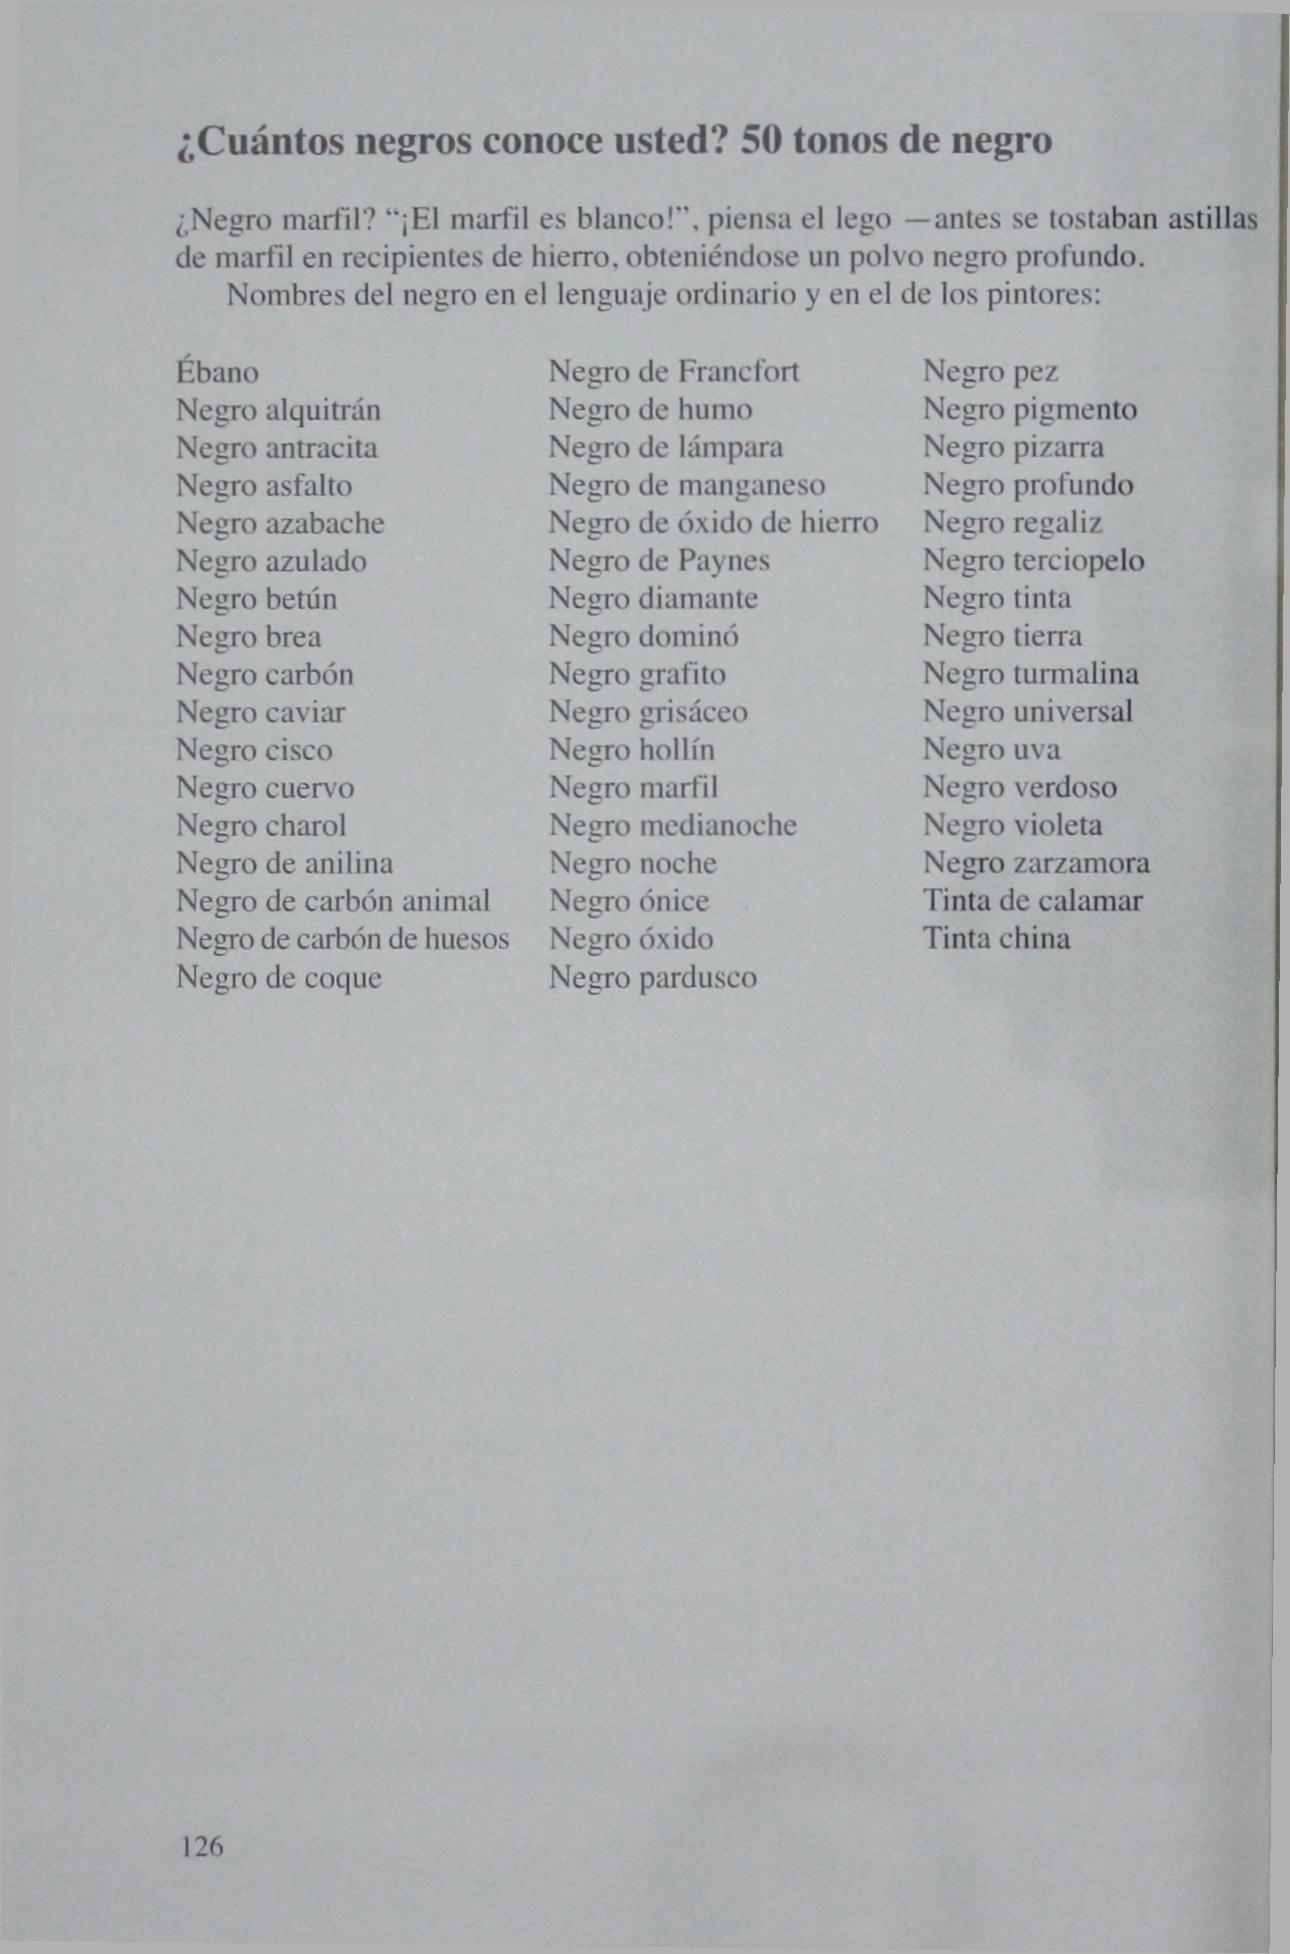 ¿Cuántos negros conoce usted? 50 tonos de negro
¿Negro marfil? “¡El marfil es blanco!”, piensa el lego —antes se tostaban astillas
de marfil en recipientes de hierro, obteniéndose un polvo negro profundo.
Nombres del negro en el lenguaje ordinario y en el de los pintores:
Ébano
Negro alquitrán
Negro antracita
Negro asfalto
Negro azabache
Negro azulado
Negro betún
Negro brea
Negro carbón
Negro caviar
Negro cisco
Negro cuervo
Negro charol
Negro de anilina
Negro de carbón animal
Negro de carbón de huesos
Negro de coque
Negro de Francfort
Negro de humo
Negro de lámpara
Negro de manganeso
Negro de óxido de hierro
Negro de Paynes
Negro diamante
Negro dominó
Negro grafito
Negro grisáceo
Negro hollín
Negro marfil
Negro medianoche
Negro noche
Negro ónice
Negro óxido
Negro pardusco
Negro pez
Negro pigmento
Negro pizarra
Negro profundo
Negro regaliz
Negro terciopelo
Negro tinta
Negro tierra
Negro turmalina
Negro universal
Negro uva
Negro verdoso
Negro violeta
Negro zarzamora
Tinta de calamar
Tinta china
126